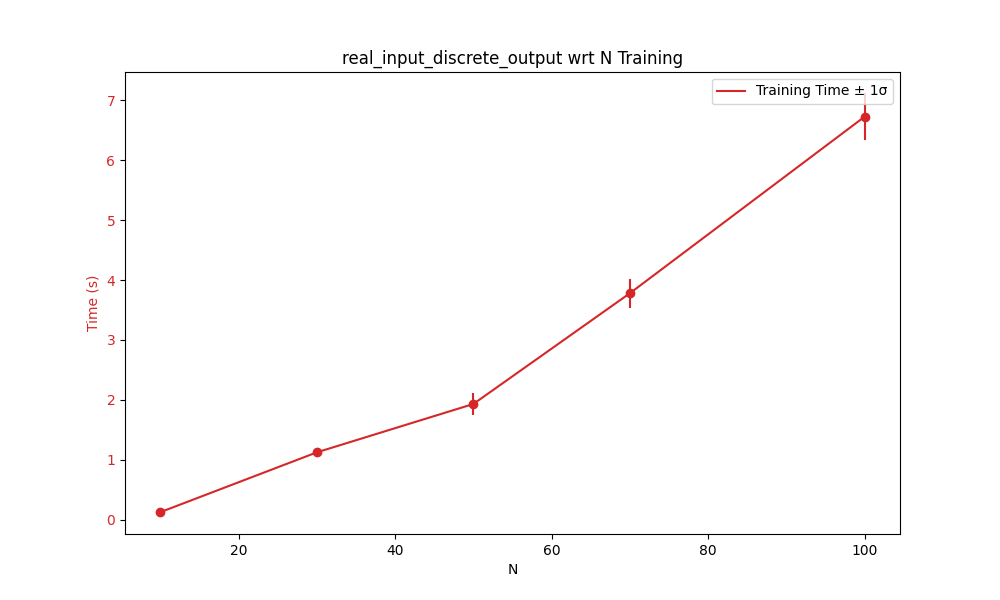 real_input_discrete_output wrt N Training
Training Time ± 1σ
7
6
5
4
3
2
1
0
Time (s)
20 40 60 80 100
N